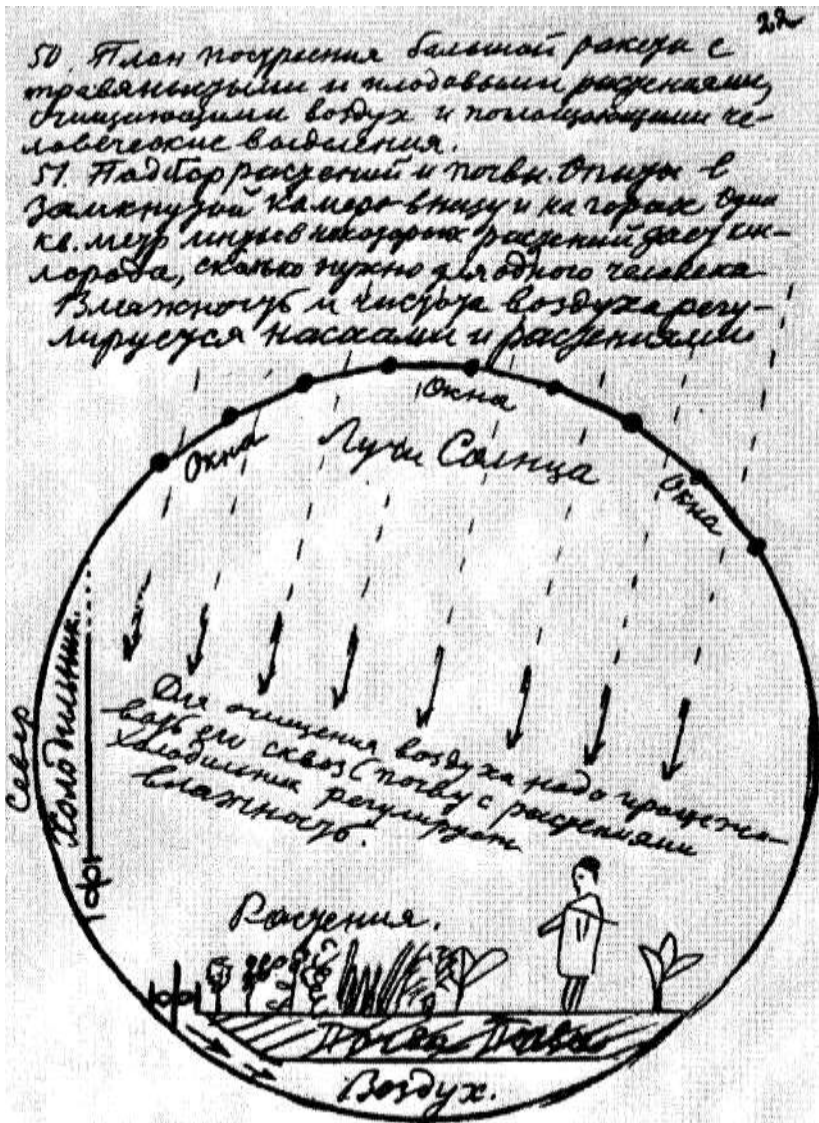 22
50. План построения большой ракеты с
травянистыми и плодовыми растениями,
очищающими воздух и поглощающими че-
ловеческие выделения.
51. Подбор растений и почвы. Опыты в
замкнутой камере внизу и на горах. Один
кв. метр листьев некоторых растений дает кис-
лорода, сколько нужно для одного человека
Влажность и чистота воздуха регу-
лируется насосами и растениями
Окна
Окна
Лучи Солнца
Окна
Холодильник.
Север
Для очищения воздуха надо процежи-
вать его сквозь почву с растениями
Холодильник регулирует
влажность.
Растения.
Почва Почва
Воздух.